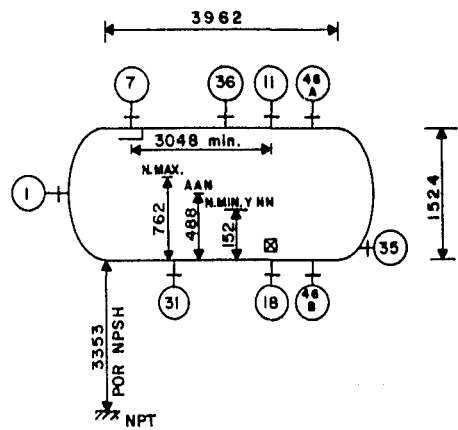 3962
7
36
11
46
A
3048 min.
N.MAX.
AAN
N.MIN.Y NN
1
762
488
152
1524
35
31
18
46
B
3353
POR NPSH
NPT